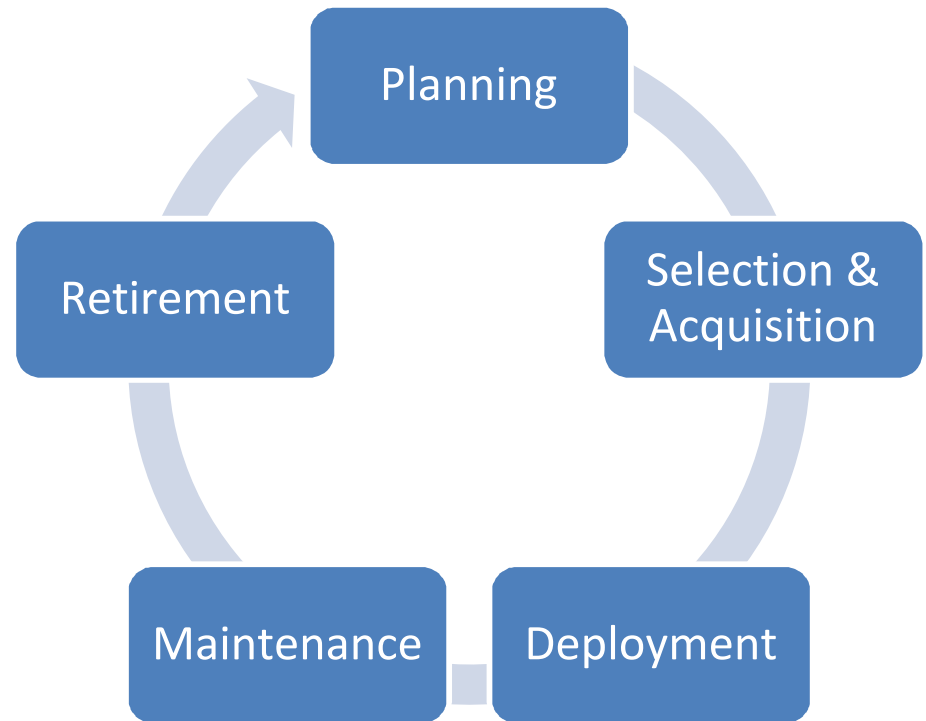 Planning
Selection &
Acquisition
Deployment
Maintenance
Retirement